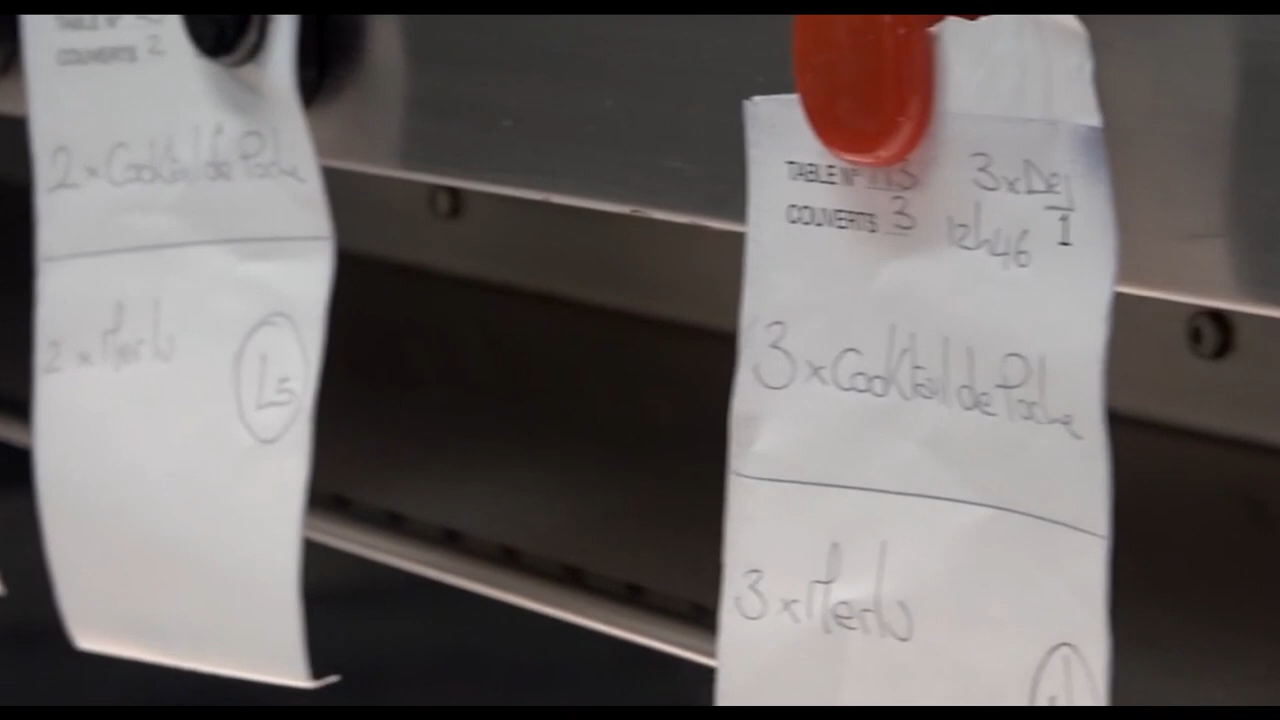 COUVERTS 2
2 x Cocktail de Poche
2 x Merlu
L5
TABLE N° 113 3 x Dej
1
COUVERTS 3 12h46
3 x Cocktail de Poche
3 x Merlu